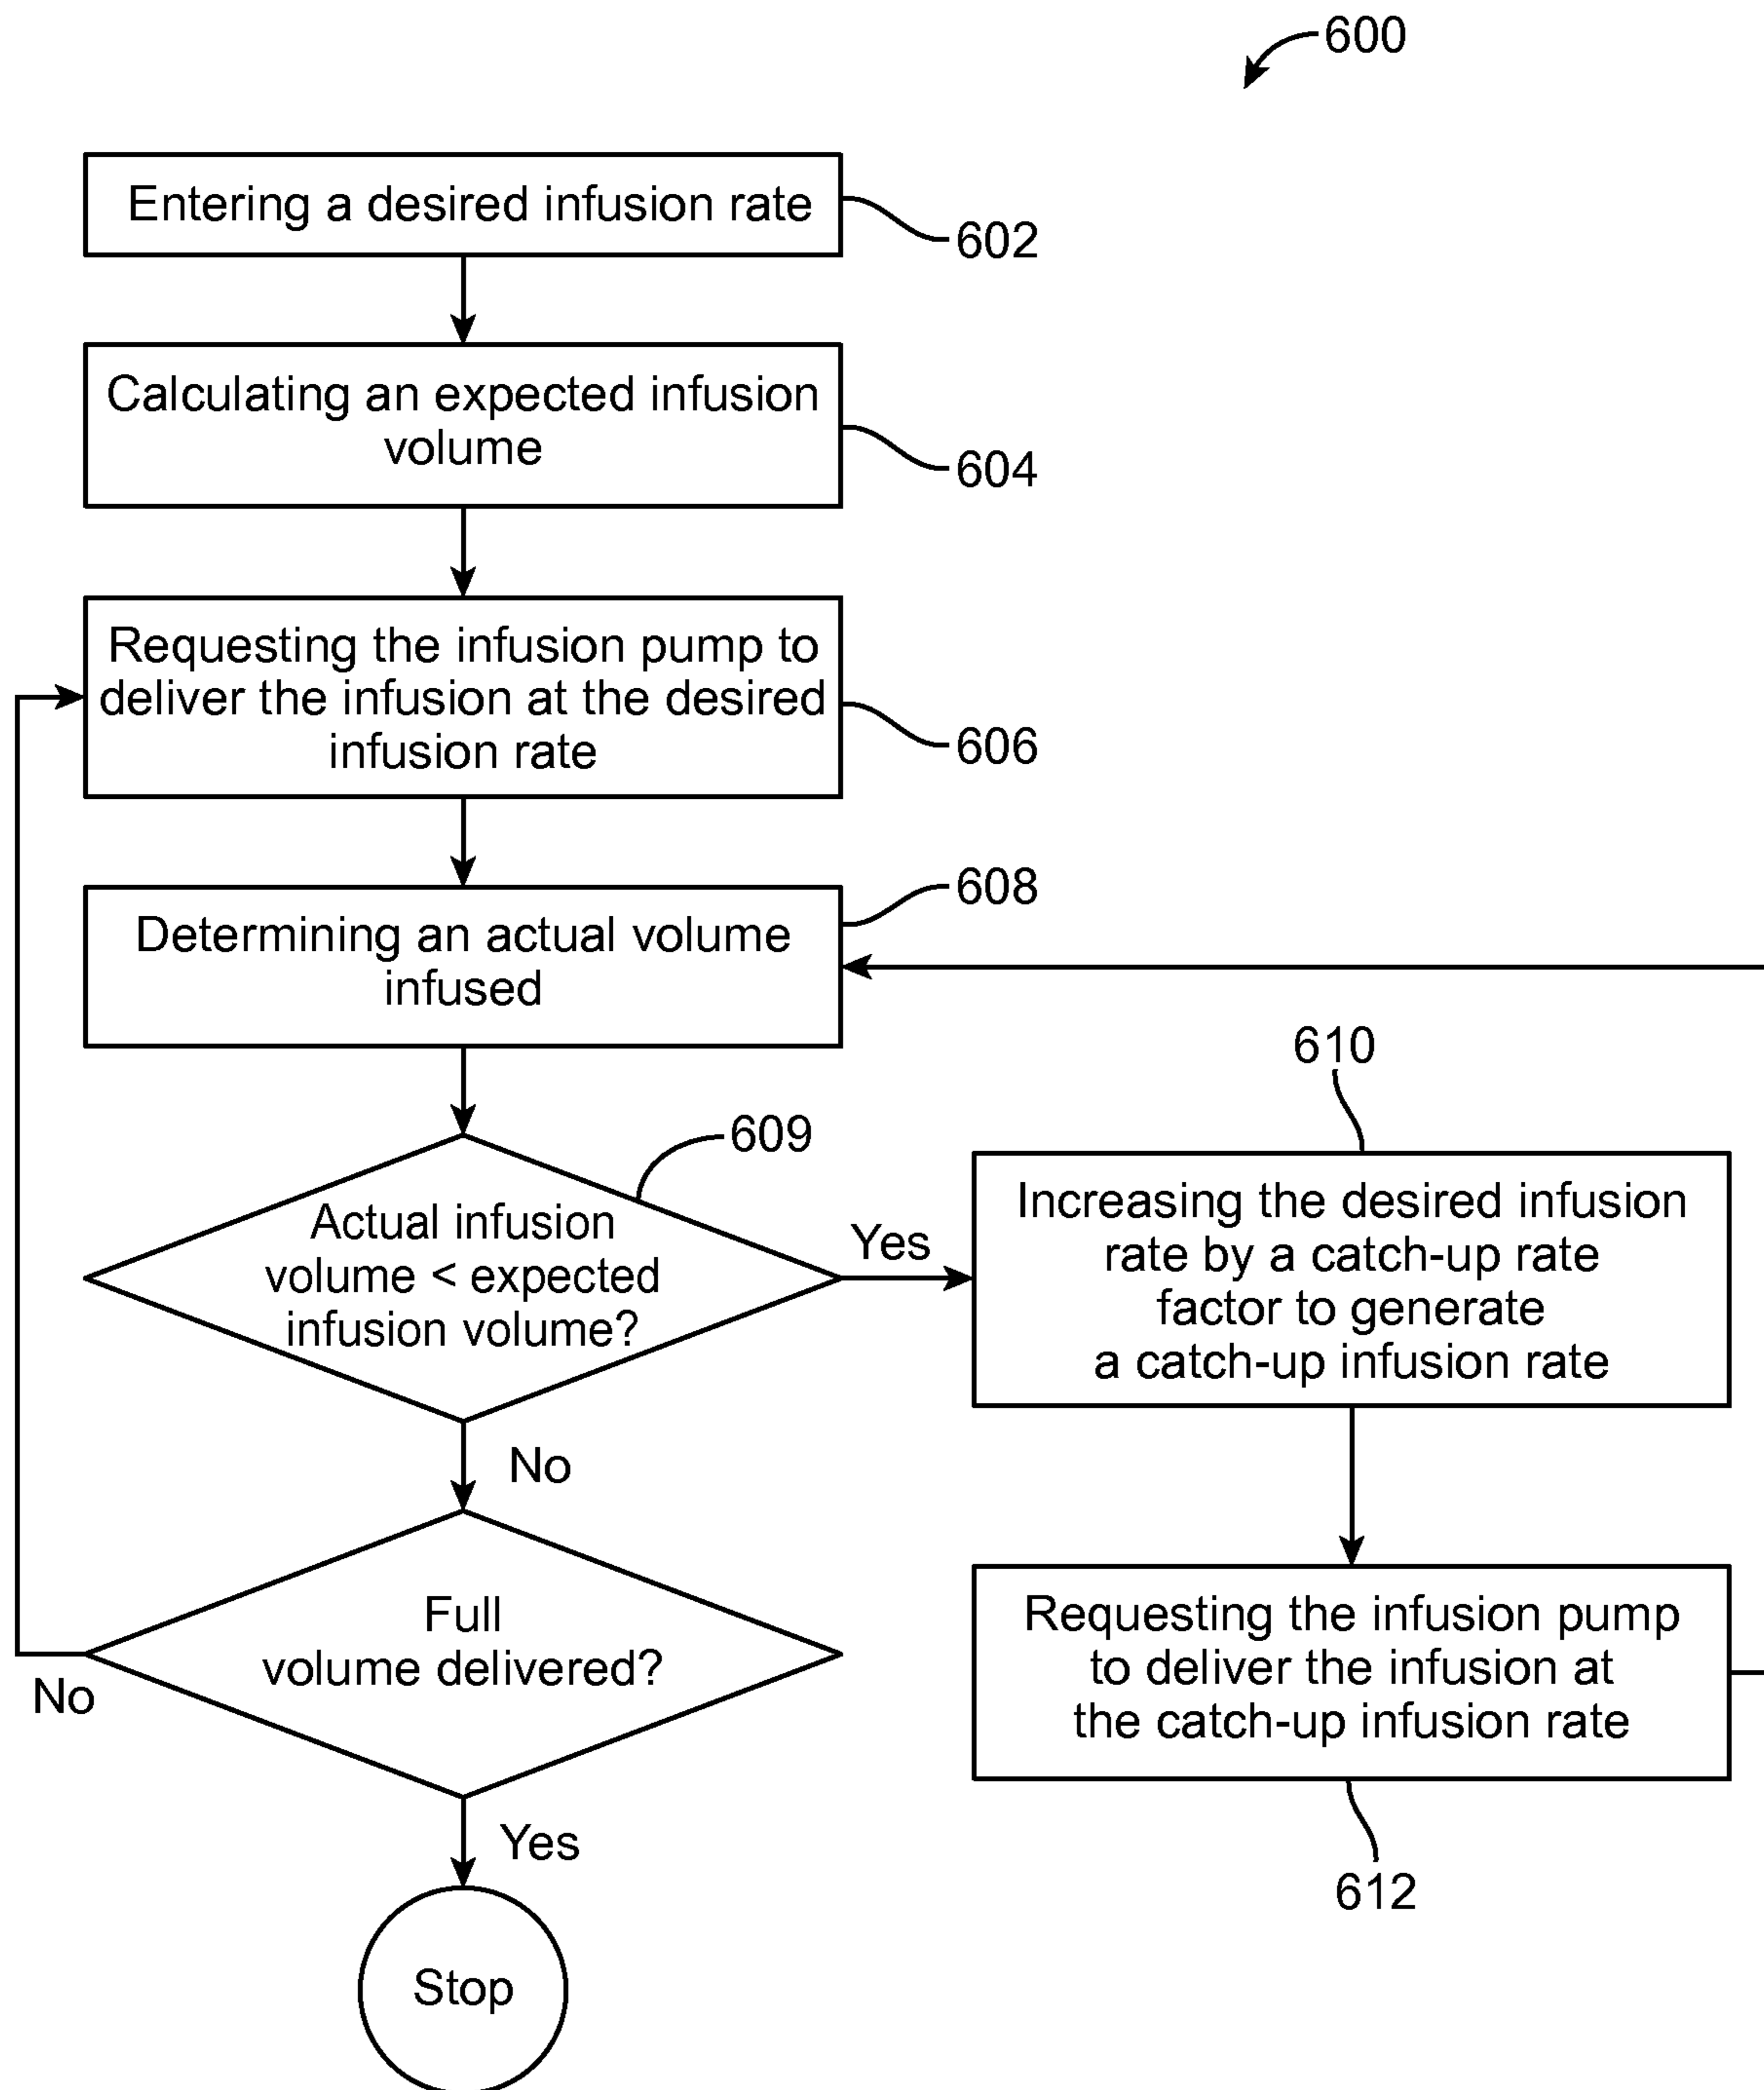 600
Entering a desired infusion rate
602
Calculating an expected infusion
volume
604
Requesting the infusion pump to
deliver the infusion at the desired
infusion rate
606
608
Determining an actual volume
infused
610
609
Actual infusion
volume < expected
infusion volume?
Yes
Increasing the desired infusion
rate by a catch-up rate
factor to generate
a catch-up infusion rate
No
Full
volume delivered?
No
Requesting the infusion pump
to deliver the infusion at
the catch-up infusion rate
612
Yes
Stop